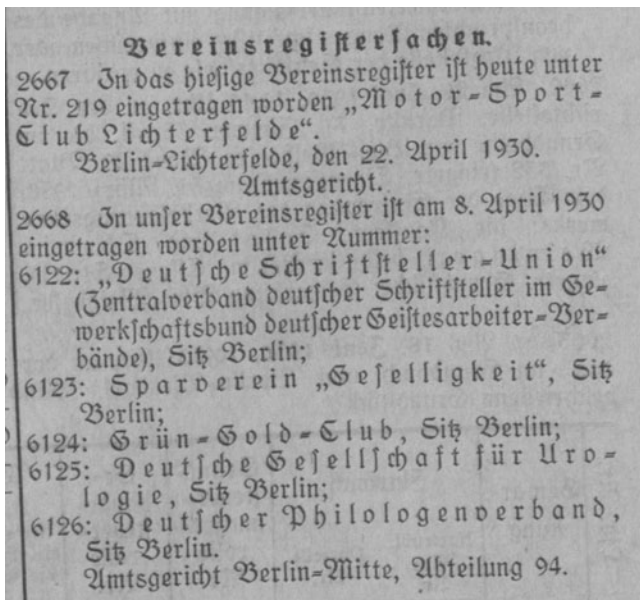 Vereinsregistersachen.
2667 In das hiesige Vereinsregister ist heute unter
Nr. 219 eingetragen worden „Motor-Sport-
Club Lichterfelde“.
Berlin-Lichterfelde, den 22. April 1930.
Amtsgericht.
2668 In unser Vereinsregister ist am 8. April 1930
eingetragen worden unter Nummer:
6122: „Deutsche Schriftsteller-Union“
(Zentralverband deutscher Schriftsteller im Ge-
werkschaftsbund deutscher Geistesarbeiter-Ver-
bände), Sitz Berlin;
6123: Sparverein „Geselligkeit“, Sitz
Berlin;
6124: Grün-Gold-Club, Sitz Berlin;
6125: Deutsche Gesellschaft für Uro-
logie, Sitz Berlin;
6126: Deutscher Philologenverband,
Sitz Berlin.
Amtsgericht Berlin-Mitte, Abteilung 94.